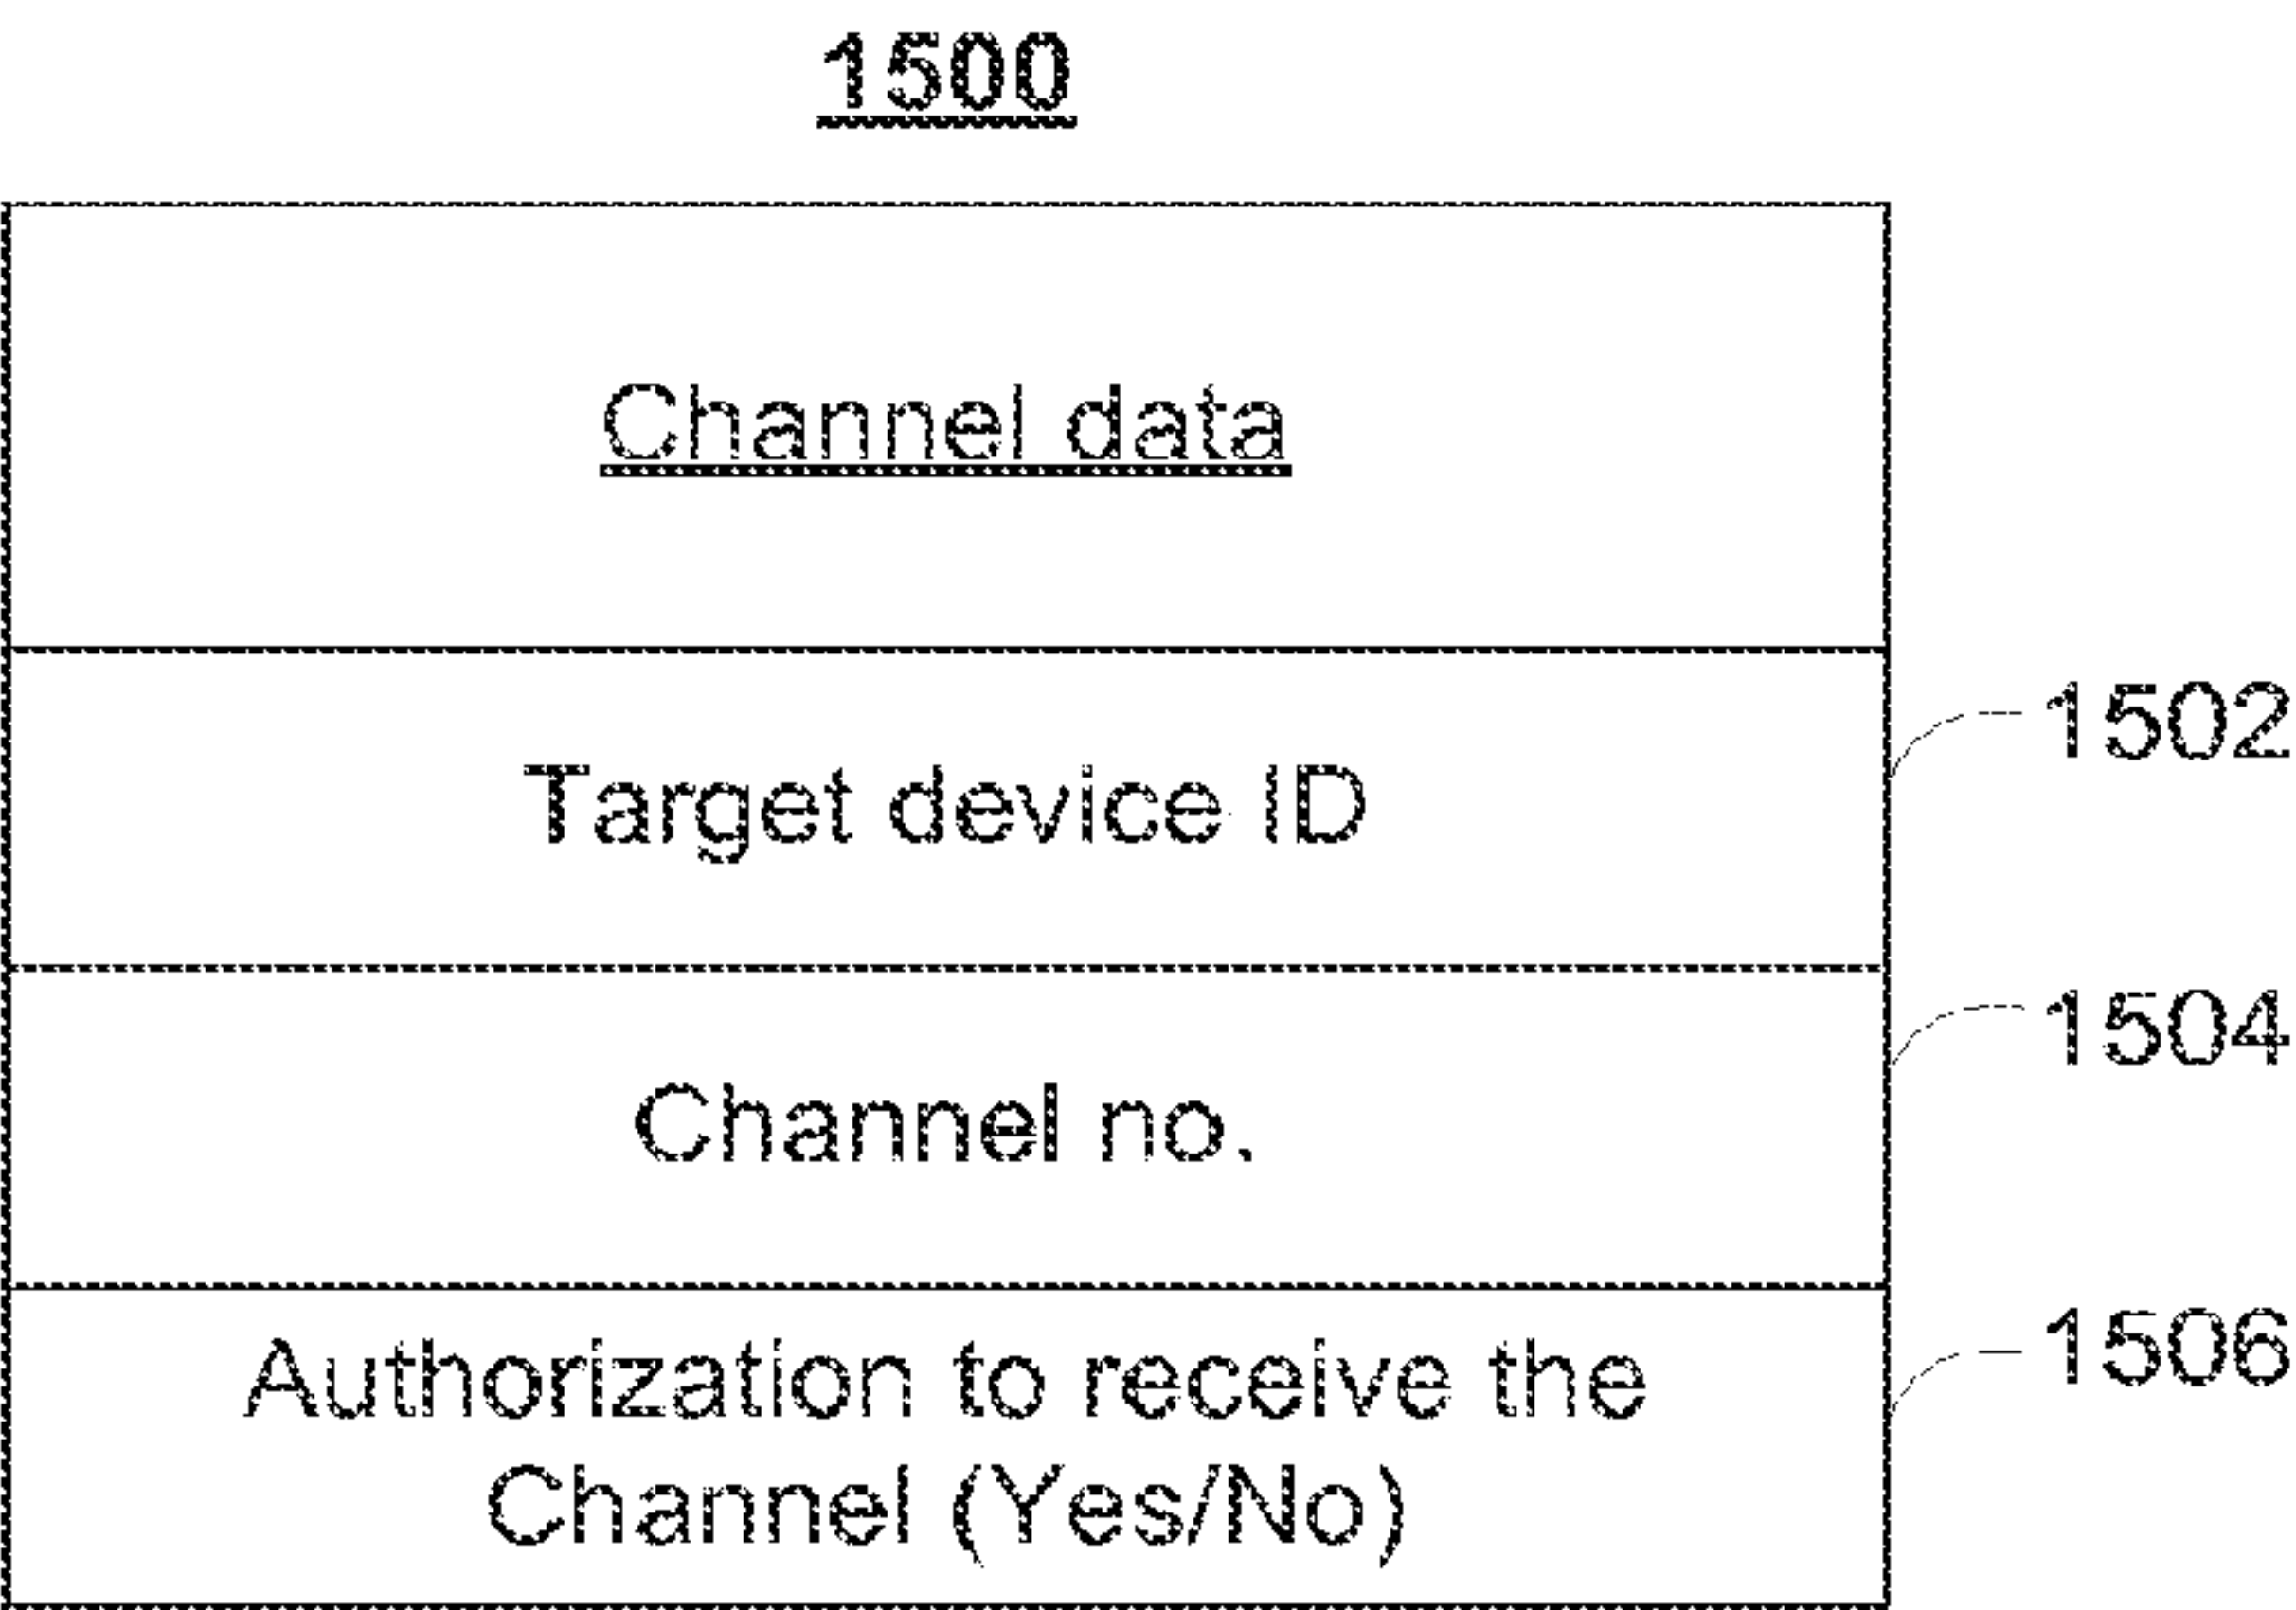 1500
Channel data
Target device ID
1502
Channel no.
1504
Authorization to receive the
Channel (Yes/No)
1506